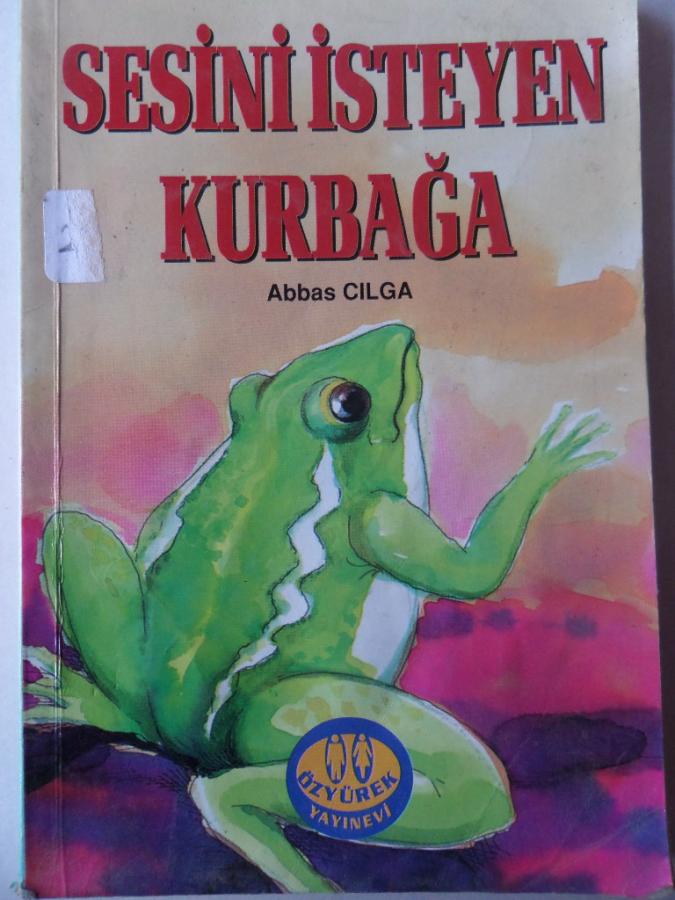 SESİNİ İSTEYEN
KURBAĞA
Abbas CILGA
ÖZYÜREK
YAYINEVİ